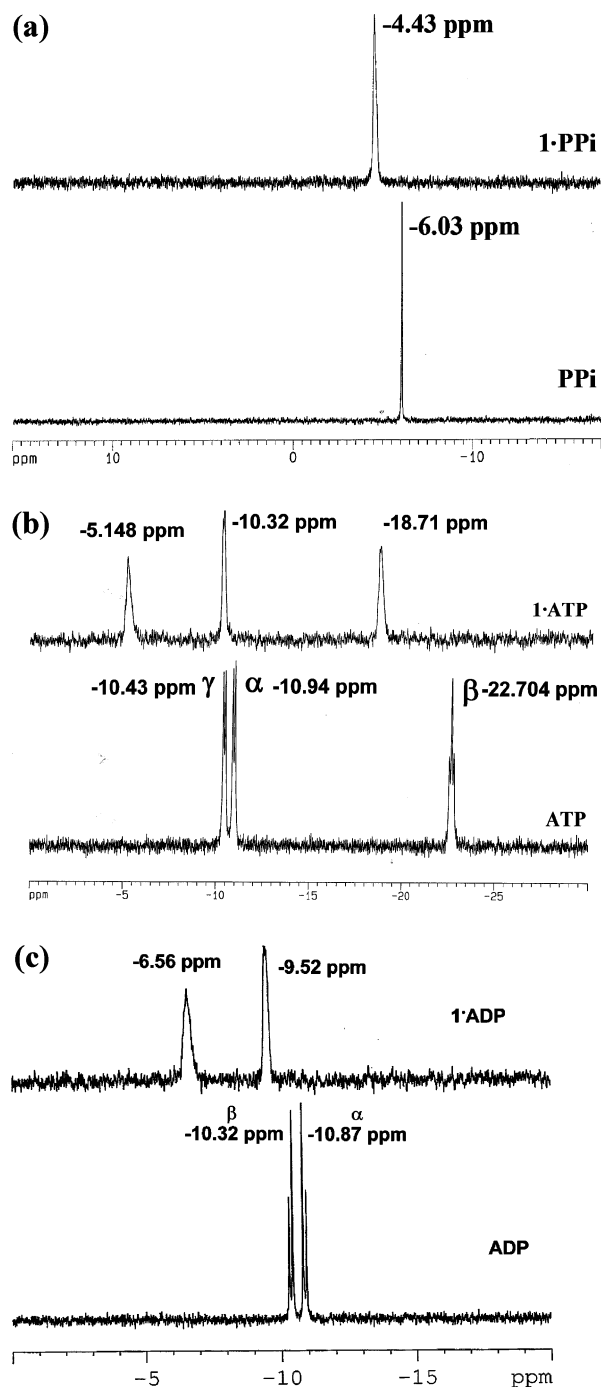 (a)
-4.43 ppm
1·PPi
-6.03 ppm
PPi
ppm 10 0 -10
(b)
-5.148 ppm -10.32 ppm -18.71 ppm
1·ATP
-10.43 ppm γ α -10.94 ppm β -22.704 ppm
ATP
ppm -5 -10 -15 -20 -25
(c)
-6.56 ppm -9.52 ppm
1·ADP
β α
-10.32 ppm -10.87 ppm
ADP
-5 -10 -15 ppm